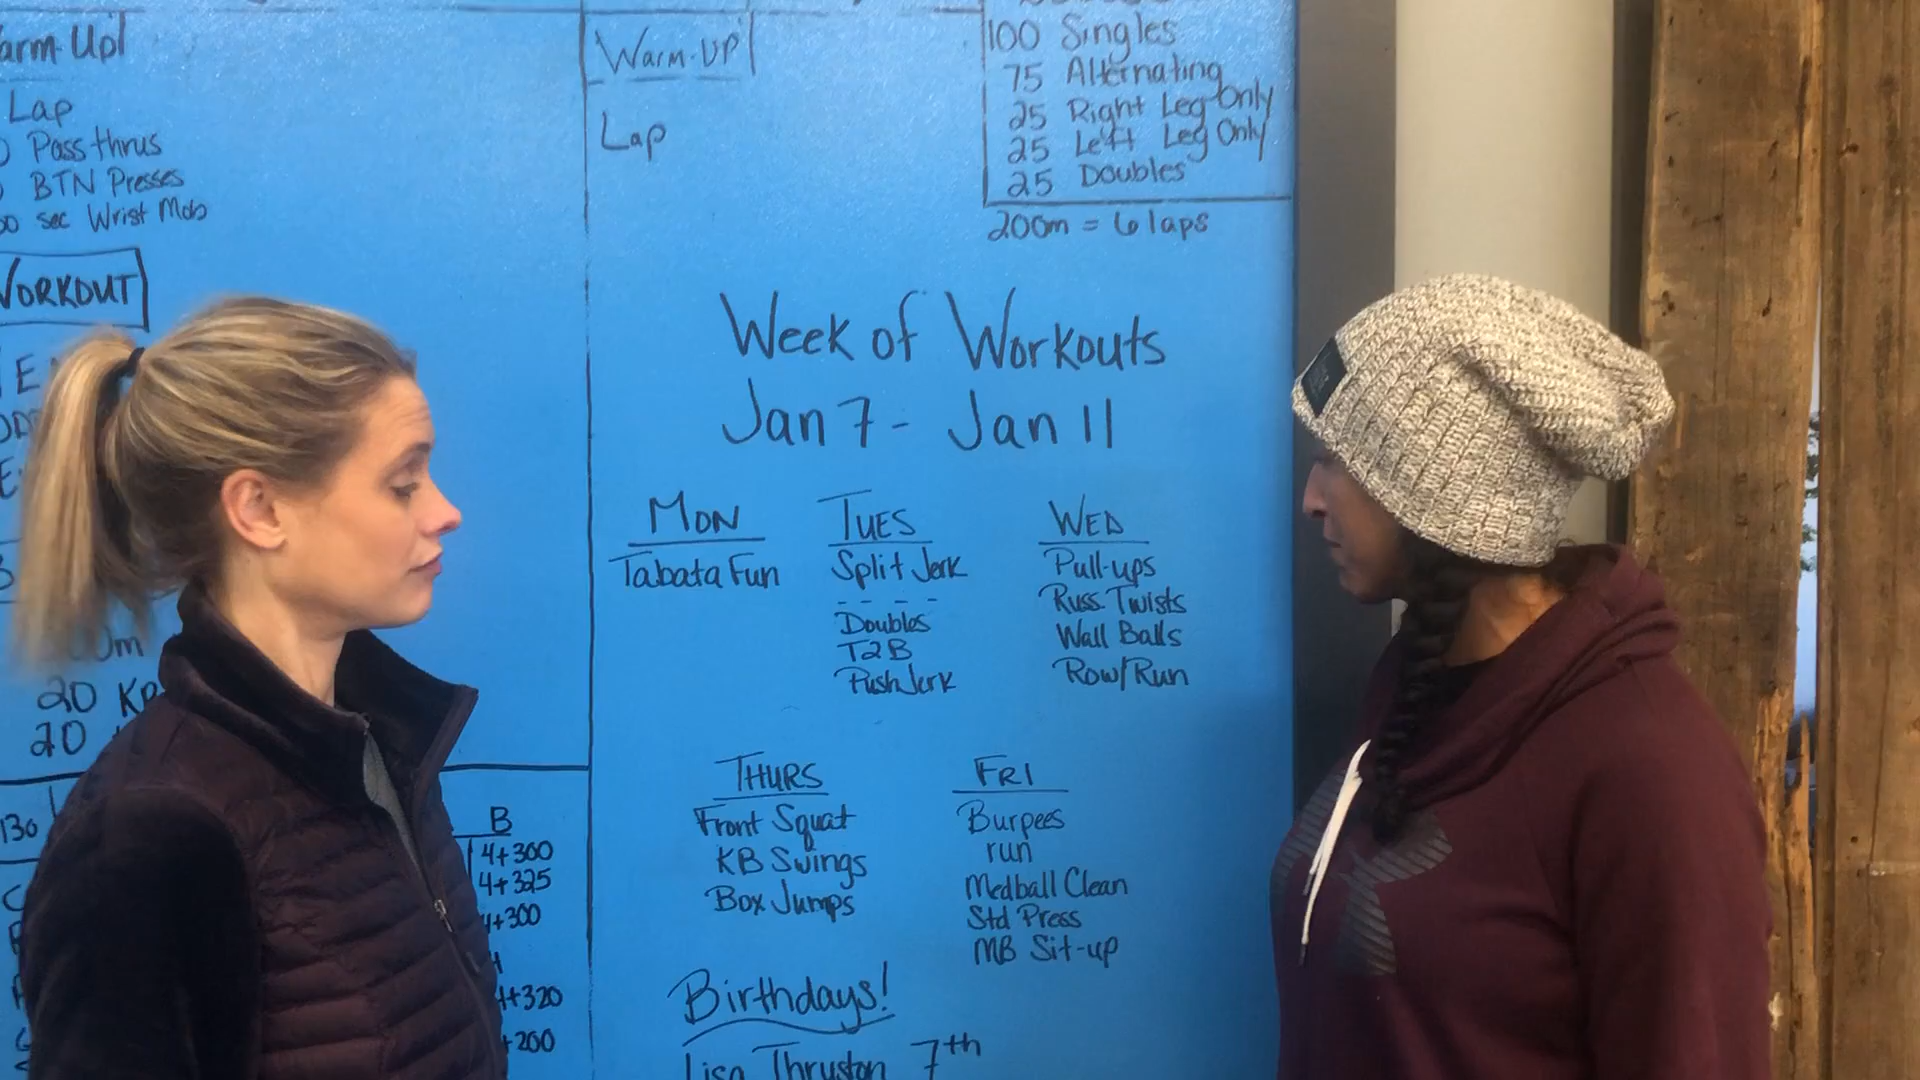 Warm-Up
Lap
Pass thrus
BTN Presses
sec Wrist Mob
WORKOUT
20
20
130
B
4+300
4+325
4+300
4+320
+200
Warm-UP
Lap
100 Singles
75 Alternating
25 Right Leg Only
25 Left Leg Only
25 Doubles
200m = 6 laps
Week of Workouts
Jan 7 - Jan 11
MON
Tabata Fun
TUES
Split Jerk
- - - -
Doubles
T2B
Push Jerk
WED
Pull-ups
Russ. Twists
Wall Balls
Row/Run
THURS
Front Squat
KB Swings
Box Jumps
FRI
Burpees
run
Medball Clean
Std Press
MB Sit-up
Birthdays!
Lisa Thruston 7th